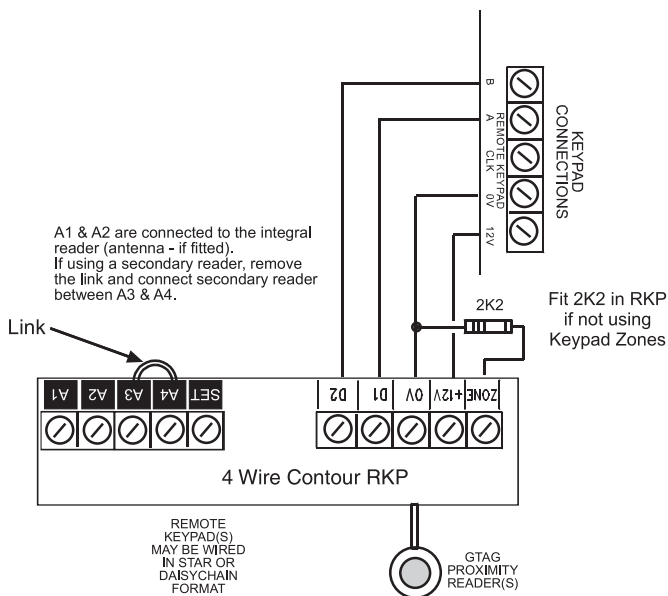 B
A
CLK
0V
12V
REMOTE KEYPAD
KEYPAD
CONNECTIONS
A1 & A2 are connected to the integral
reader (antenna - if fitted).
If using a secondary reader, remove
the link and connect secondary reader
between A3 & A4.
Link
2K2
Fit 2K2 in RKP
if not using
Keypad Zones
A1 A2 A3 A4 SET D2 D1 0V +12V ZONE
4 Wire Contour RKP
REMOTE
KEYPAD(S)
MAY BE WIRED
IN STAR OR
DAISYCHAIN
FORMAT
GTAG
PROXIMITY
READER(S)